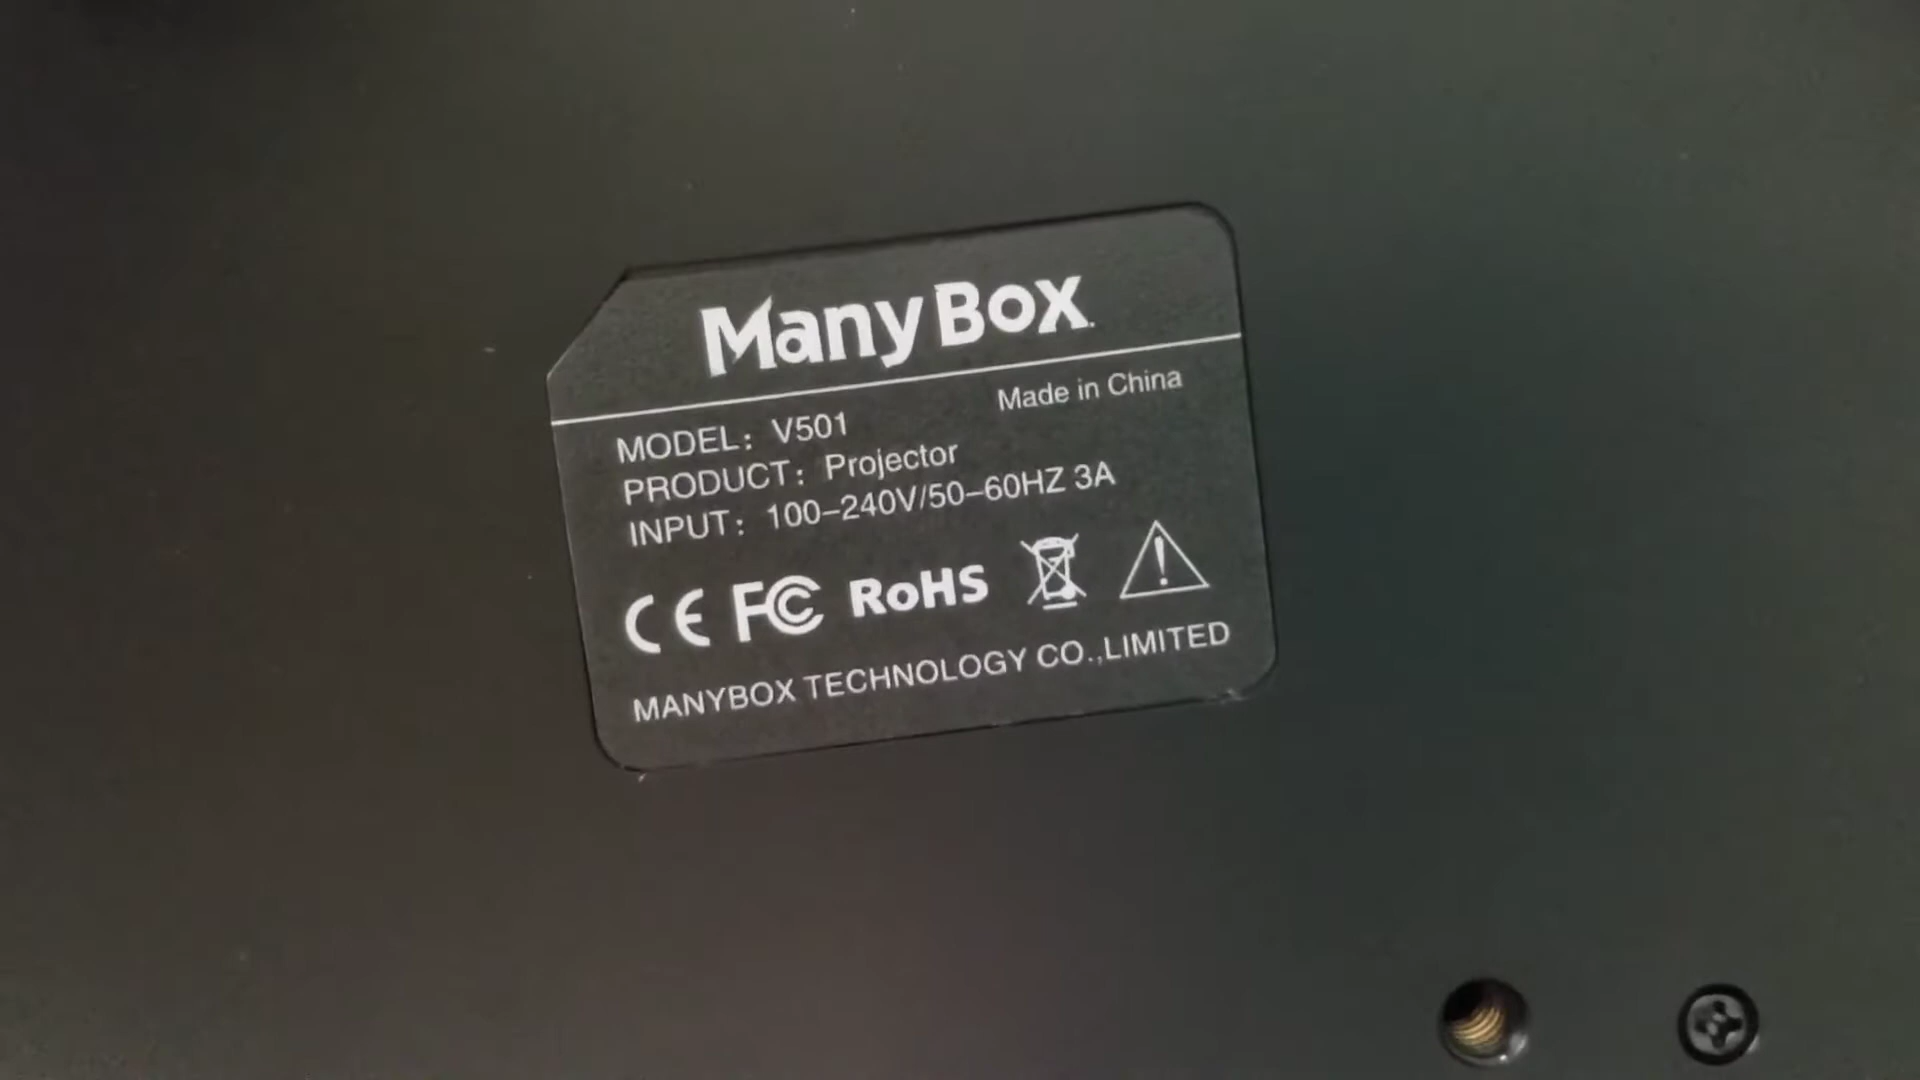 ManyBox.
Made in China
MODEL: V501
PRODUCT: Projector
INPUT: 100-240V/50-60HZ 3A
CE FC RoHS
MANYBOX TECHNOLOGY CO.,LIMITED